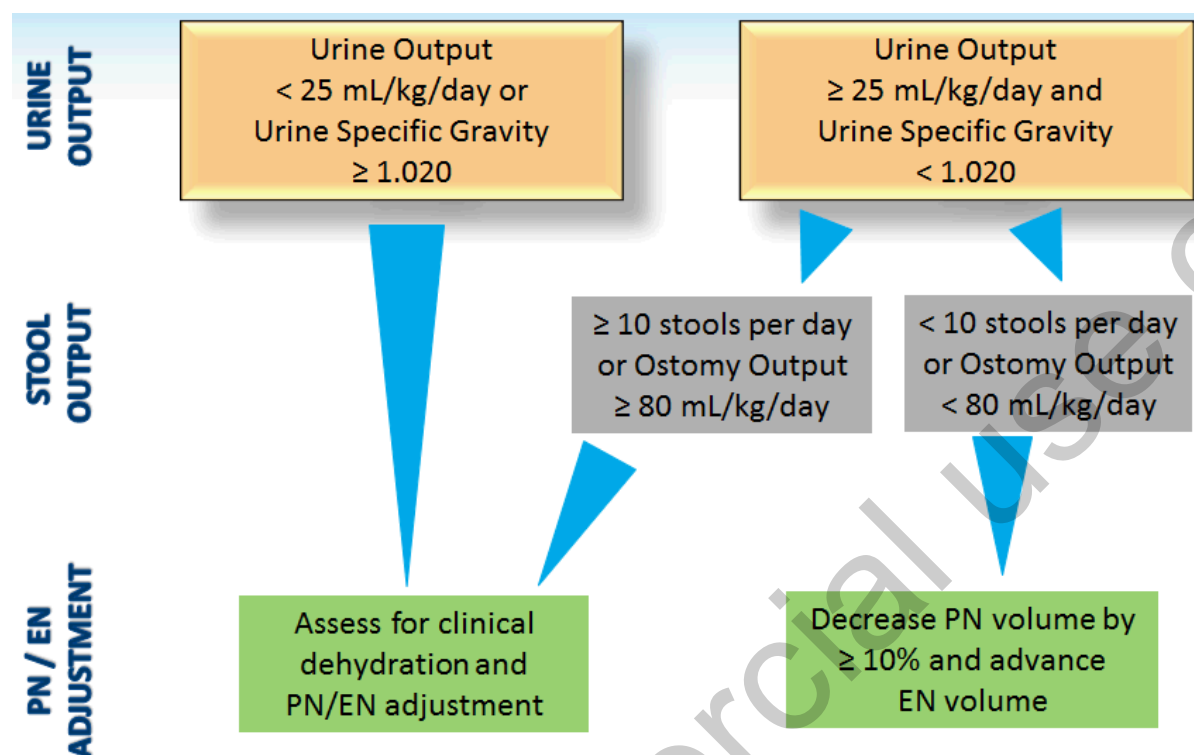 URINE
OUTPUT
Urine Output
< 25 mL/kg/day or
Urine Specific Gravity
≥ 1.020
Urine Output
≥ 25 mL/kg/day and
Urine Specific Gravity
< 1.020
STOOL
OUTPUT
≥ 10 stools per day
or Ostomy Output
≥ 80 mL/kg/day
< 10 stools per day
or Ostomy Output
< 80 mL/kg/day
PN / EN
ADJUSTMENT
Assess for clinical
dehydration and
PN/EN adjustment
Decrease PN volume by
≥ 10% and advance
EN volume
use